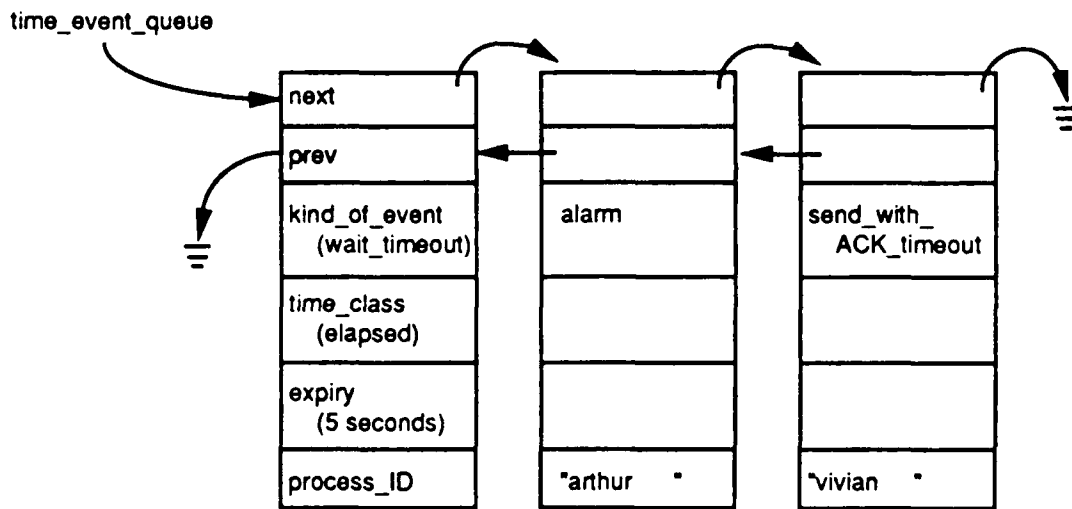 time_event_queue
next
prev
kind_of_event
(wait_timeout)
alarm
send_with_
ACK_timeout
time_class
(elapsed)
expiry
(5 seconds)
process_ID
"arthur "
"vivian "